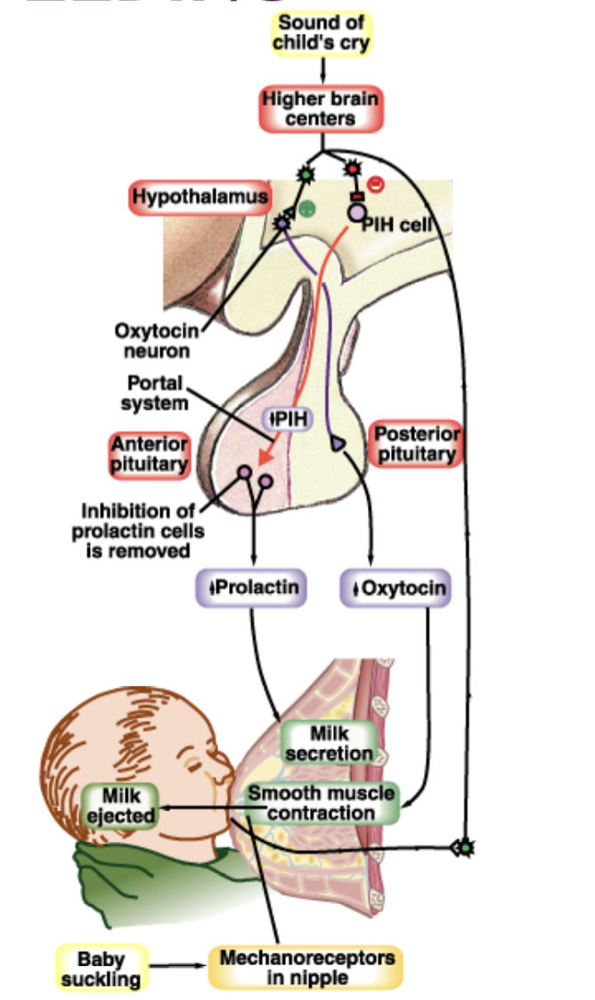 Sound of
child's cry
Higher brain
centers
Hypothalamus
PIH cell
Oxytocin
neuron
Portal
system
PIH
Anterior
pituitary
Posterior
pituitary
Inhibition of
prolactin cells
is removed
Prolactin
Oxytocin
Milk
secretion
Milk
ejected
Smooth muscle
contraction
Baby
suckling
Mechanoreceptors
in nipple